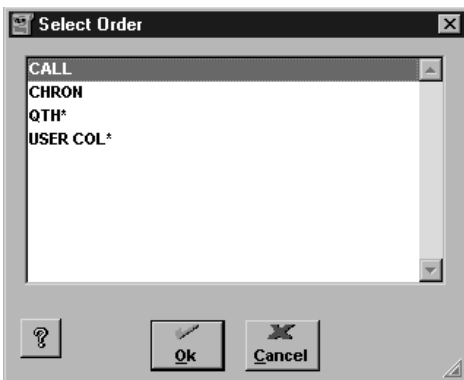 Select Order
CALL
CHRON
QTH*
USER COL*
?
Ok
Cancel